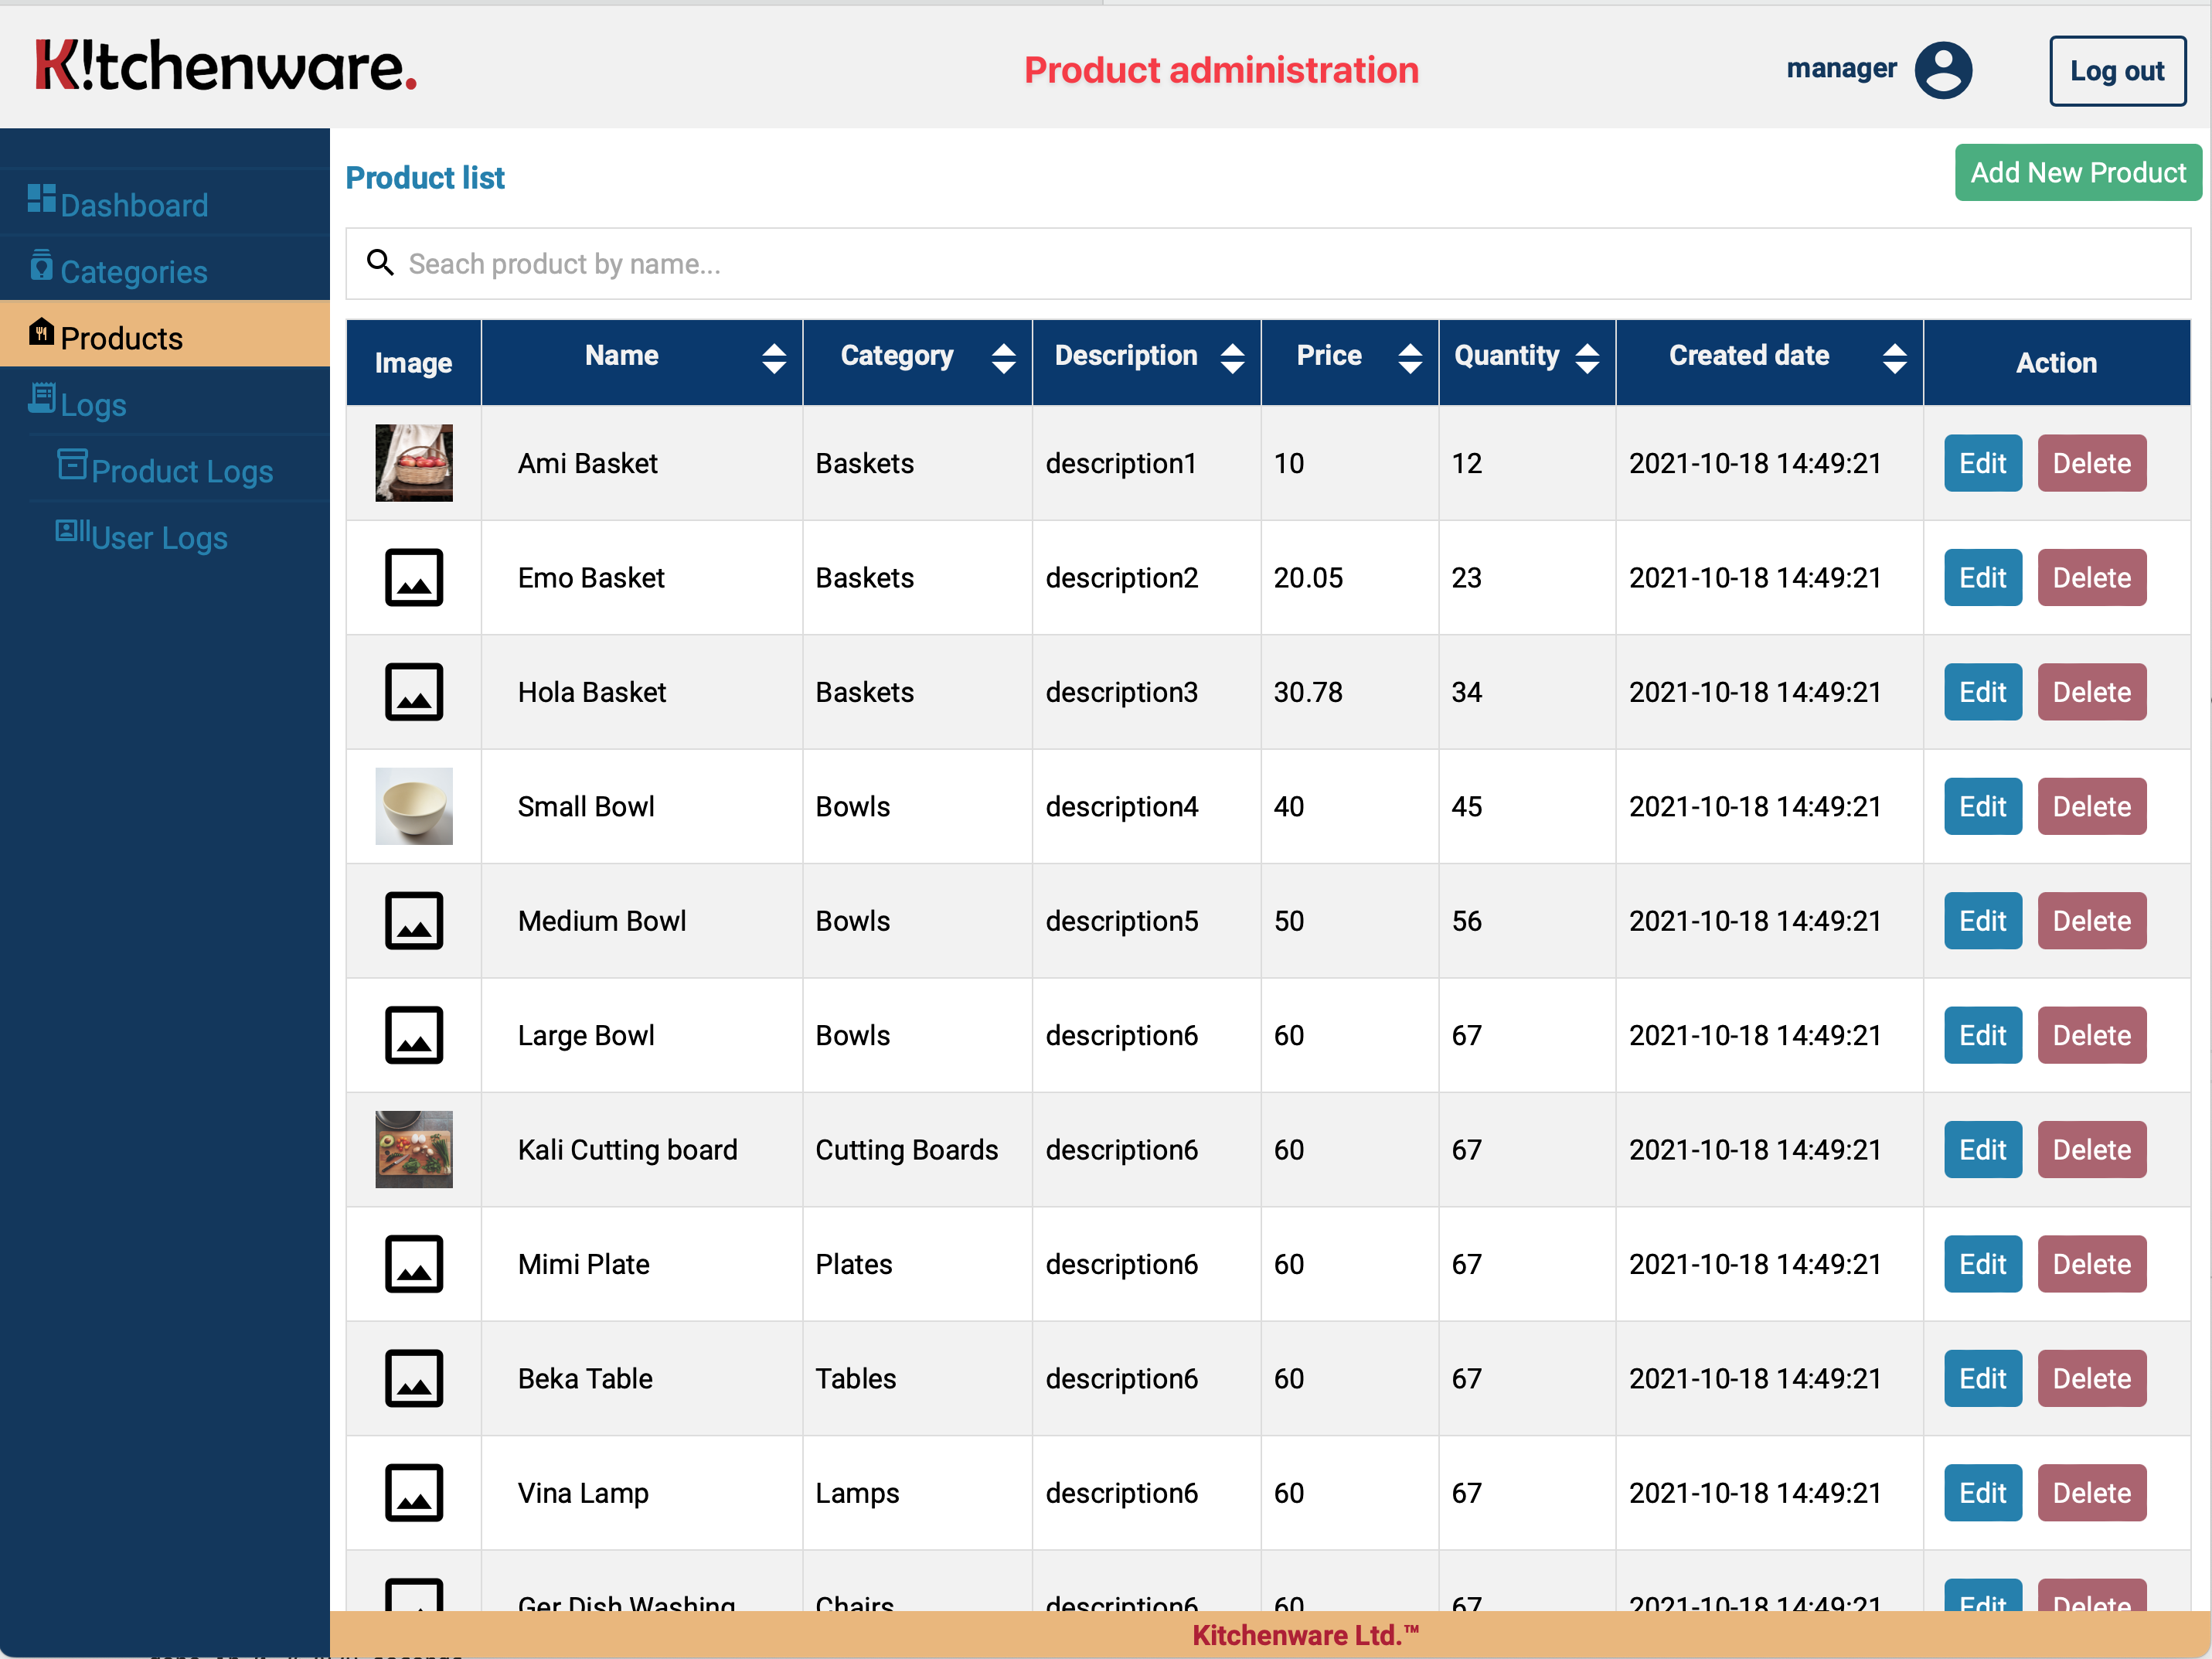 K!tchenware.
Product administration
manager
Log out
Dashboard
Categories
Products
Logs
Product Logs
User Logs
Product list
Add New Product
Seach product by name...
Image Name Category Description Price Quantity Created date Action
Ami Basket Baskets description1 10 12 2021-10-18 14:49:21 Edit Delete
Emo Basket Baskets description2 20.05 23 2021-10-18 14:49:21 Edit Delete
Hola Basket Baskets description3 30.78 34 2021-10-18 14:49:21 Edit Delete
Small Bowl Bowls description4 40 45 2021-10-18 14:49:21 Edit Delete
Medium Bowl Bowls description5 50 56 2021-10-18 14:49:21 Edit Delete
Large Bowl Bowls description6 60 67 2021-10-18 14:49:21 Edit Delete
Kali Cutting board Cutting Boards description6 60 67 2021-10-18 14:49:21 Edit Delete
Mimi Plate Plates description6 60 67 2021-10-18 14:49:21 Edit Delete
Beka Table Tables description6 60 67 2021-10-18 14:49:21 Edit Delete
Vina Lamp Lamps description6 60 67 2021-10-18 14:49:21 Edit Delete
Ger Dish Washing Chairs description6 60 67 2021-10-18 14:49:21 Edit Delete
Kitchenware Ltd.™